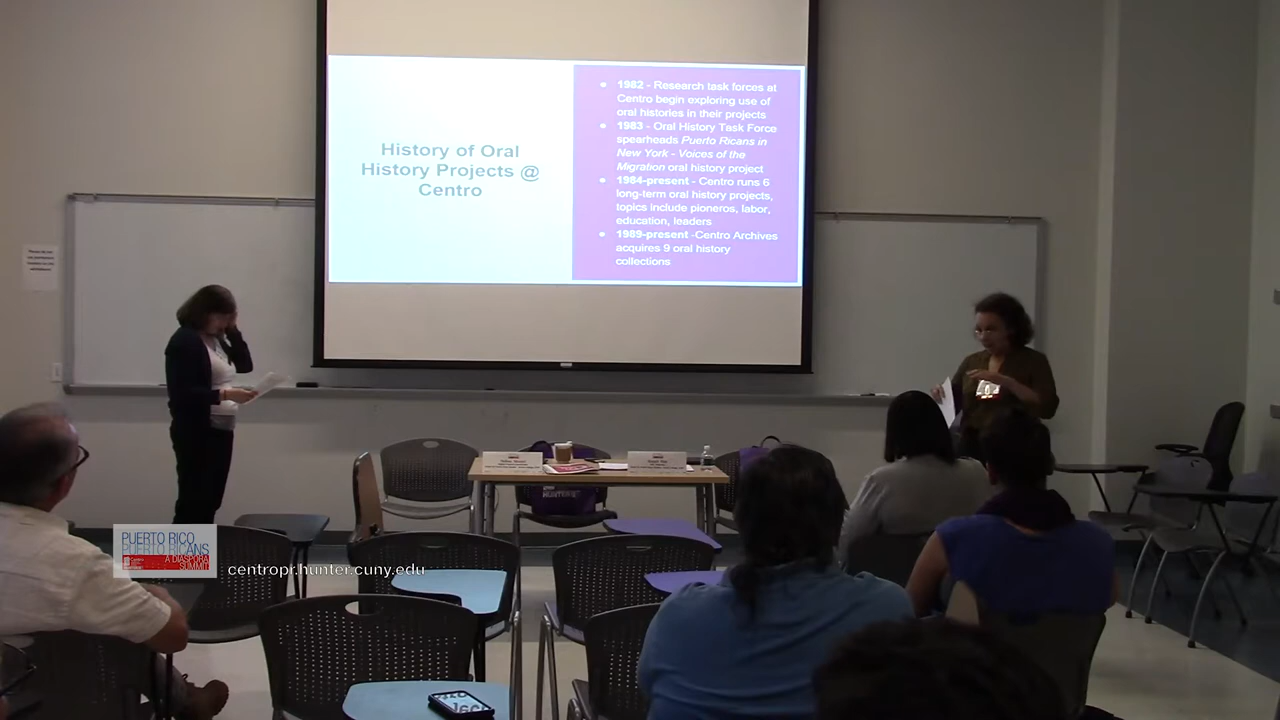 History of Oral
History Projects @
Centro
1982 - Research task forces at
Centro begin exploring use of
oral histories in their projects
1983 - Oral History Task Force
spearheads Puerto Ricans in
New York - Voices of the
Migration oral history project
1984-present - Centro runs 6
long-term oral history projects,
topics include pioneros, labor,
education, leaders
1989-present -Centro Archives
acquires 9 oral history
collections
PUERTO RICO
PUERTO RICANS
A DIASPORA
SUMMIT
centropr.hunter.cuny.edu